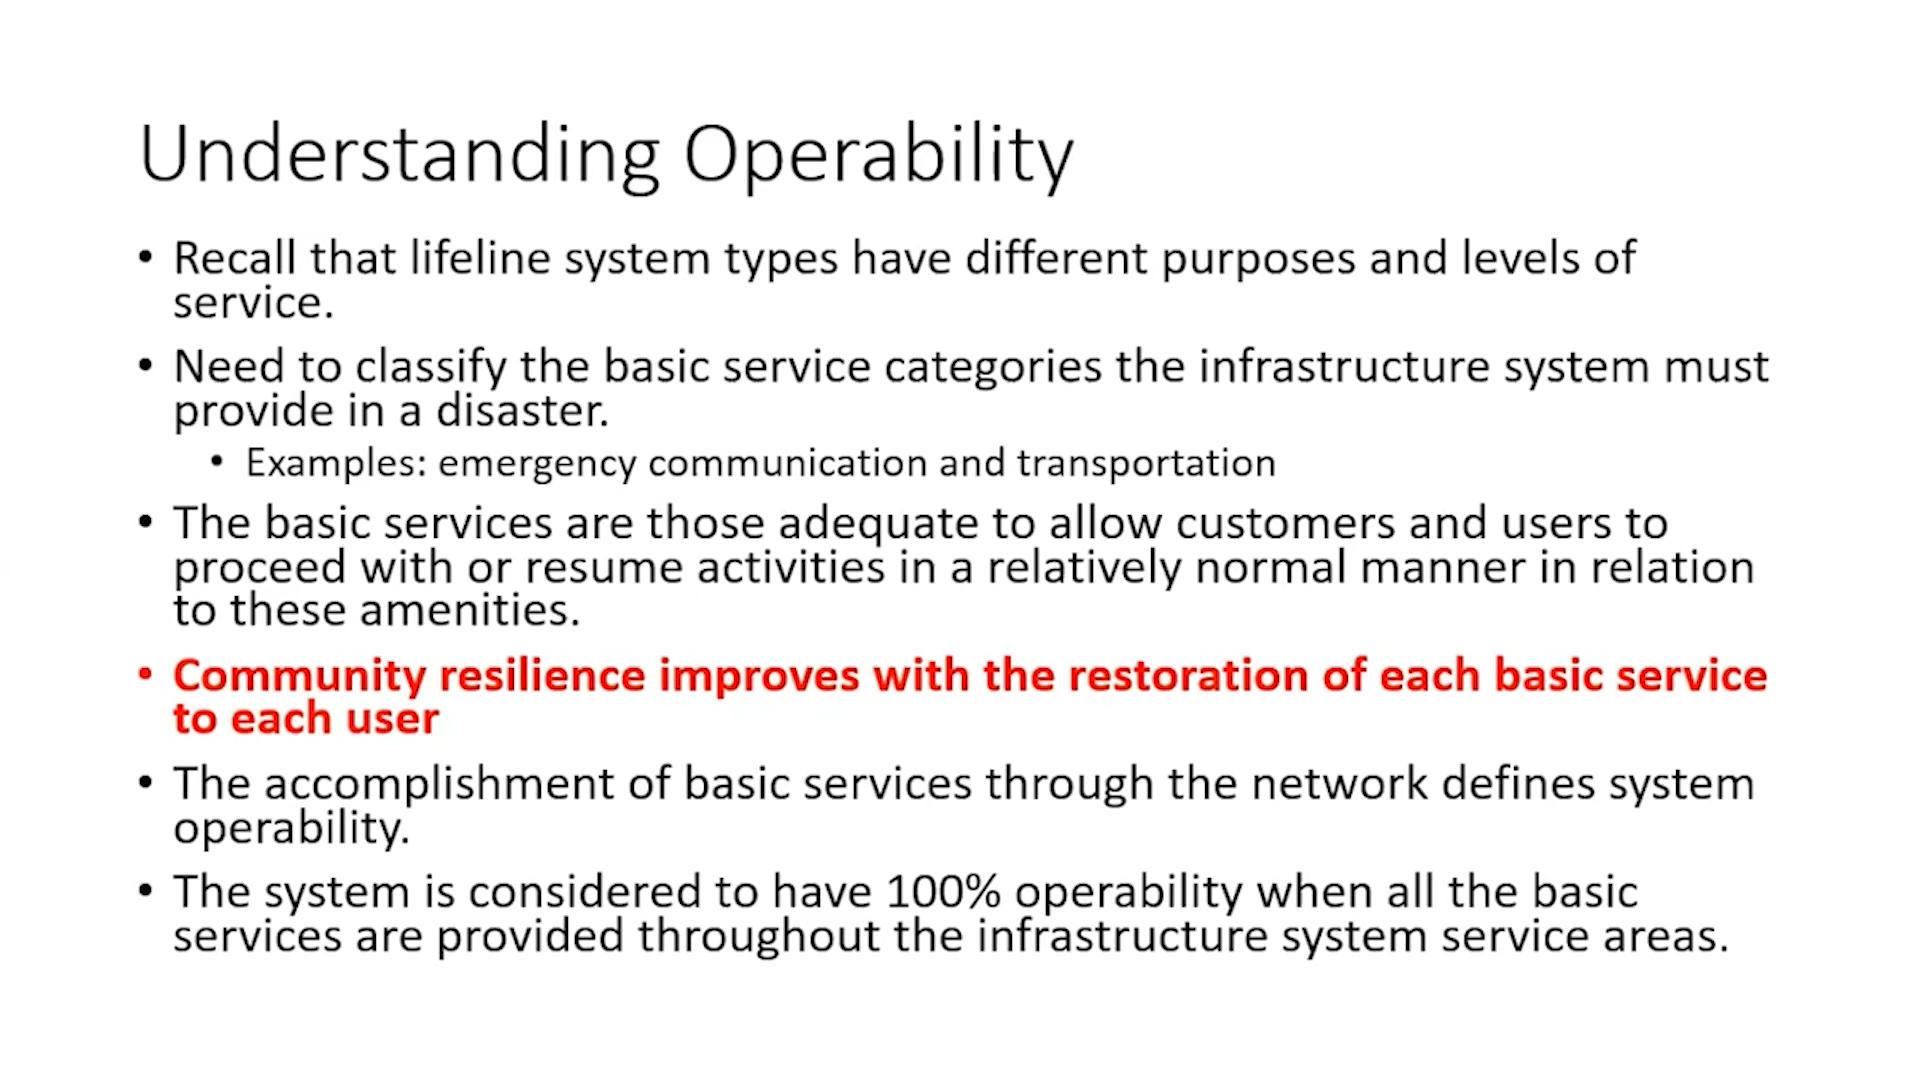 Understanding Operability
• Recall that lifeline system types have different purposes and levels of
service.
• Need to classify the basic service categories the infrastructure system must
provide in a disaster.
• Examples: emergency communication and transportation
• The basic services are those adequate to allow customers and users to
proceed with or resume activities in a relatively normal manner in relation
to these amenities.
• Community resilience improves with the restoration of each basic service
to each user
• The accomplishment of basic services through the network defines system
operability.
• The system is considered to have 100% operability when all the basic
services are provided throughout the infrastructure system service areas.